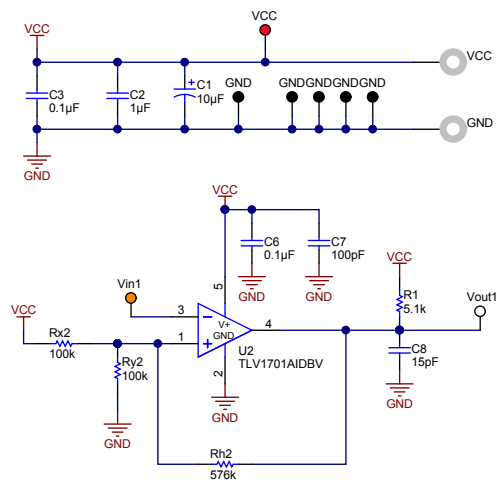 VCC
VCC
VCC
C3
0.1µF
C2
1µF
C1
10µF
+
GND
GND
GND
GND
GND
GND
GND
VCC
C6
0.1µF
C7
100pF
GND
GND
VCC
R1
5.1k
Vout1
Vin1
VCC
Rx2
100k
Ry2
100k
GND
3
1
5
4
2
V+
GND
U2
TLV1701AIDBV
GND
C8
15pF
GND
Rh2
576k